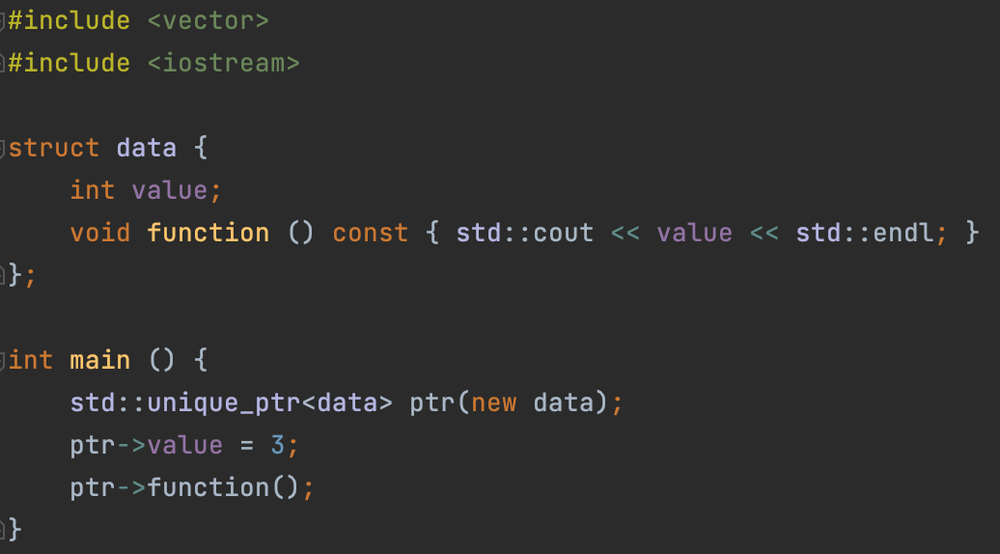 #include <vector>
#include <iostream>
struct data {
    int value;
    void function () const { std::cout << value << std::endl; }
};
int main () {
    std::unique_ptr<data> ptr(new data);
    ptr->value = 3;
    ptr->function();
}